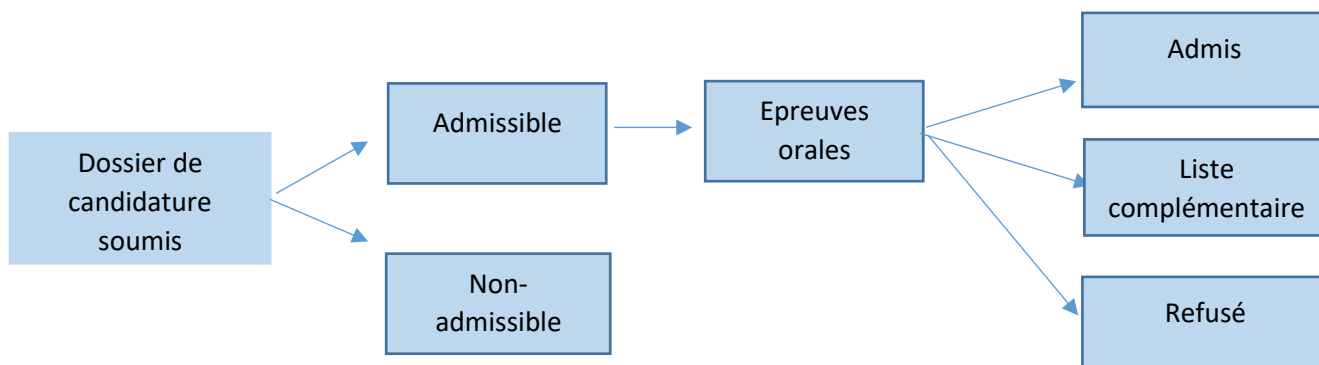 Dossier de
candidature
soumis
Admissible
Non-
admissible
Epreuves
orales
Admis
Liste
complémentaire
Refusé